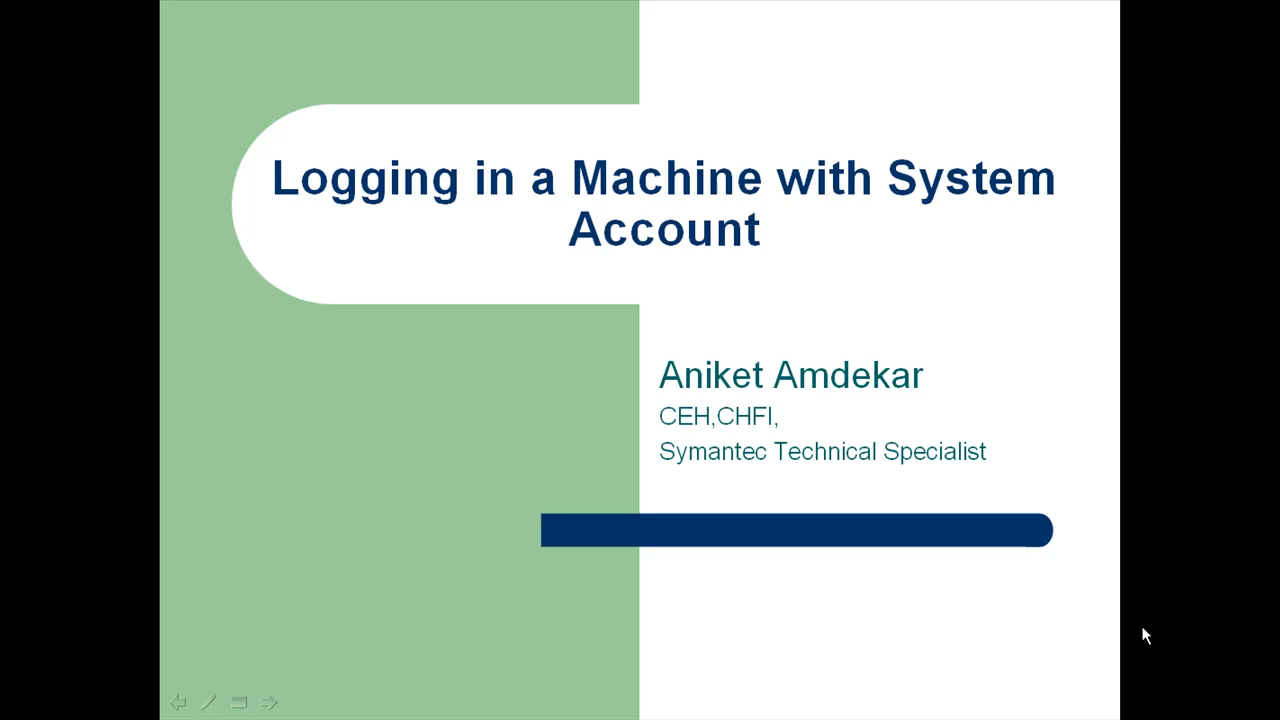 Logging in a Machine with System
Account
Aniket Amdekar
CEH,CHFI,
Symantec Technical Specialist